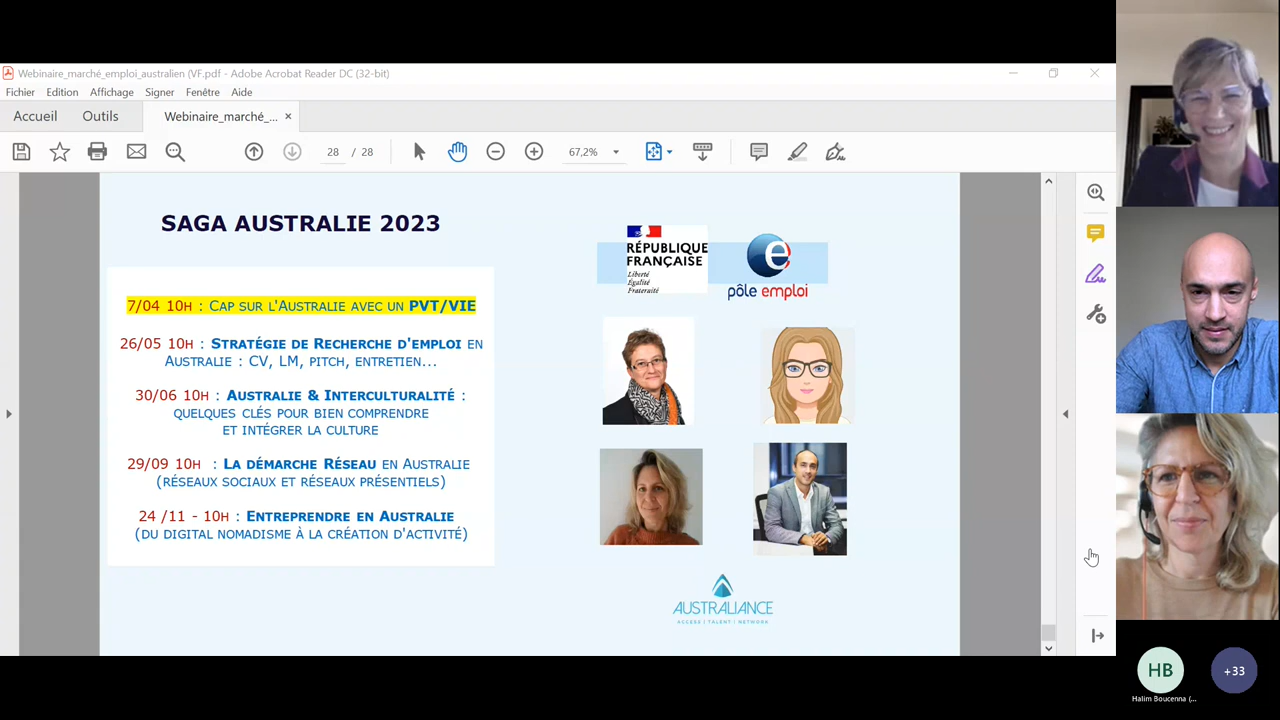 Webinaire_marché_emploi_australien (VF.pdf - Adobe Acrobat Reader DC (32-bit)
Fichier Edition Affichage Signer Fenêtre Aide
Accueil Outils Webinaire_marché_... ×
28 / 28 67,2%
SAGA AUSTRALIE 2023
7/04 10H : CAP SUR L'AUSTRALIE AVEC UN PVT/VIE
26/05 10H : STRATÉGIE DE RECHERCHE D'EMPLOI EN
AUSTRALIE : CV, LM, PITCH, ENTRETIEN...
30/06 10H : AUSTRALIE & INTERCULTURALITÉ :
QUELQUES CLÉS POUR BIEN COMPRENDRE
ET INTÉGRER LA CULTURE
29/09 10H : LA DÉMARCHE RÉSEAU EN AUSTRALIE
(RÉSEAUX SOCIAUX ET RÉSEAUX PRÉSENTIELS)
24 /11 - 10H : ENTREPRENDRE EN AUSTRALIE
(DU DIGITAL NOMADISME À LA CRÉATION D'ACTIVITÉ)
RÉPUBLIQUE
FRANÇAISE
Liberté
Égalité
Fraternité
pôle emploi
AUSTRALIANCE
ACCESS | TALENT | NETWORK
HB
Halim Boucenna (...
+33